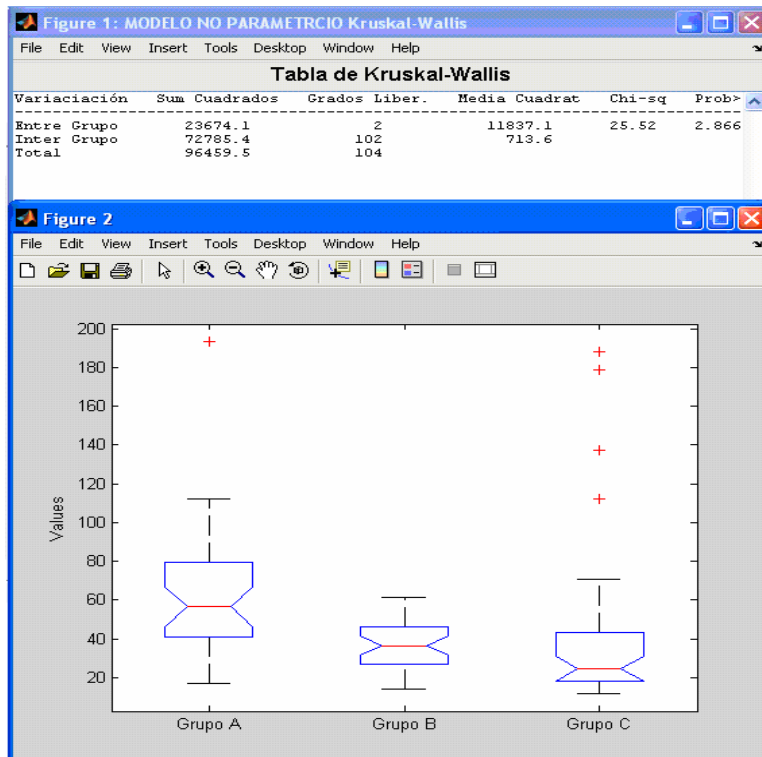 Figure 1: MODELO NO PARAMETRCIO Kruskal-Wallis
File Edit View Insert Tools Desktop Window Help
Tabla de Kruskal-Wallis
Variaciación Sum Cuadrados Grados Liber. Media Cuadrat Chi-sq Prob>
Entre Grupo 23674.1 2 11837.1 25.52 2.866
Inter Grupo 72785.4 102 713.6
Total 96459.5 104
Figure 2
File Edit View Insert Tools Desktop Window Help
200
180
160
140
120
100
80
60
40
20
Values
Grupo A Grupo B Grupo C